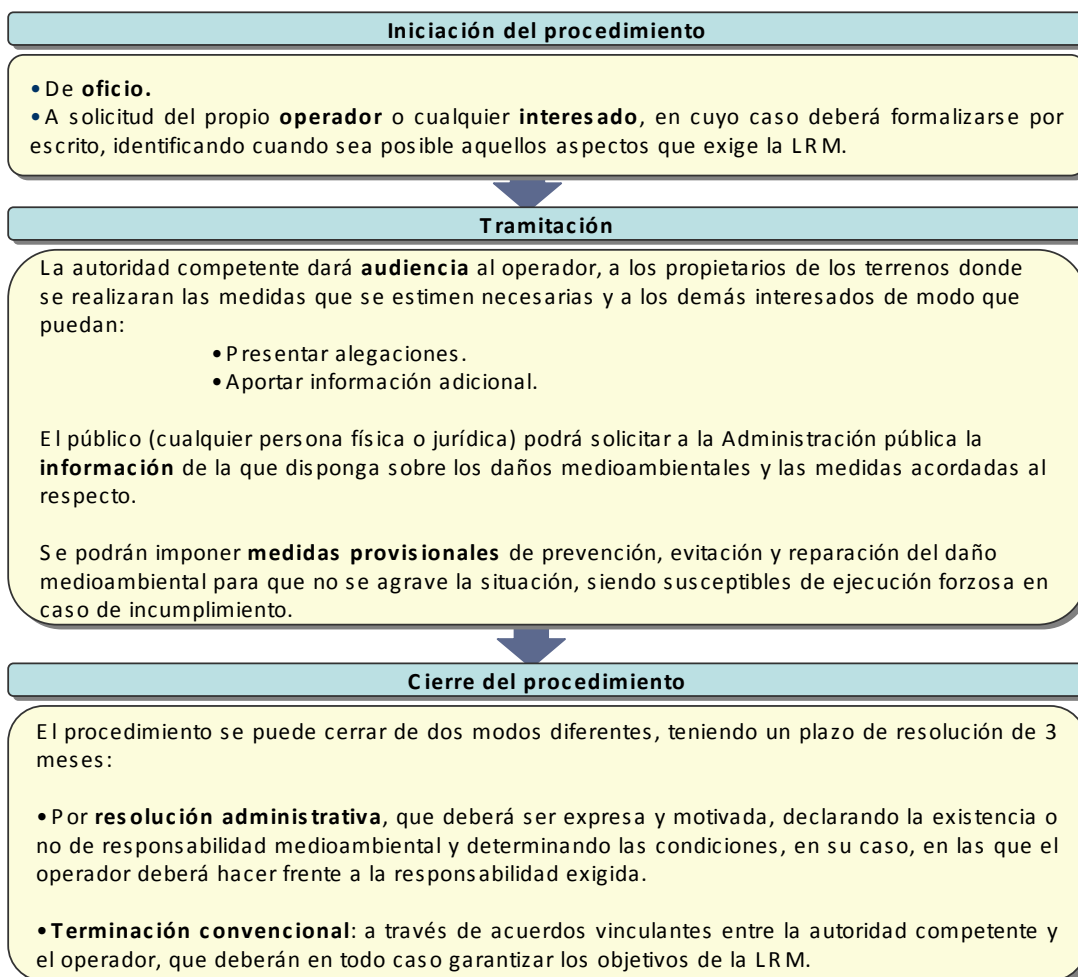 Iniciación del procedimiento
•De oficio.
•A solicitud del propio operador o cualquier interesado, en cuyo caso deberá formalizarse por
escrito, identificando cuando sea posible aquellos aspectos que exige la LRM.
Tramitación
La autoridad competente dará audiencia al operador, a los propietarios de los terrenos donde
se realizaran las medidas que se estimen necesarias y a los demás interesados de modo que
puedan:
•Presentar alegaciones.
•Aportar información adicional.
El público (cualquier persona física o jurídica) podrá solicitar a la Administración pública la
información de la que disponga sobre los daños medioambientales y las medidas acordadas al
respecto.
Se podrán imponer medidas provisionales de prevención, evitación y reparación del daño
medioambiental para que no se agrave la situación, siendo susceptibles de ejecución forzosa en
caso de incumplimiento.
Cierre del procedimiento
El procedimiento se puede cerrar de dos modos diferentes, teniendo un plazo de resolución de 3
meses:
•Por resolución administrativa, que deberá ser expresa y motivada, declarando la existencia o
no de responsabilidad medioambiental y determinando las condiciones, en su caso, en las que el
operador deberá hacer frente a la responsabilidad exigida.
•Terminación convencional: a través de acuerdos vinculantes entre la autoridad competente y
el operador, que deberán en todo caso garantizar los objetivos de la LRM.